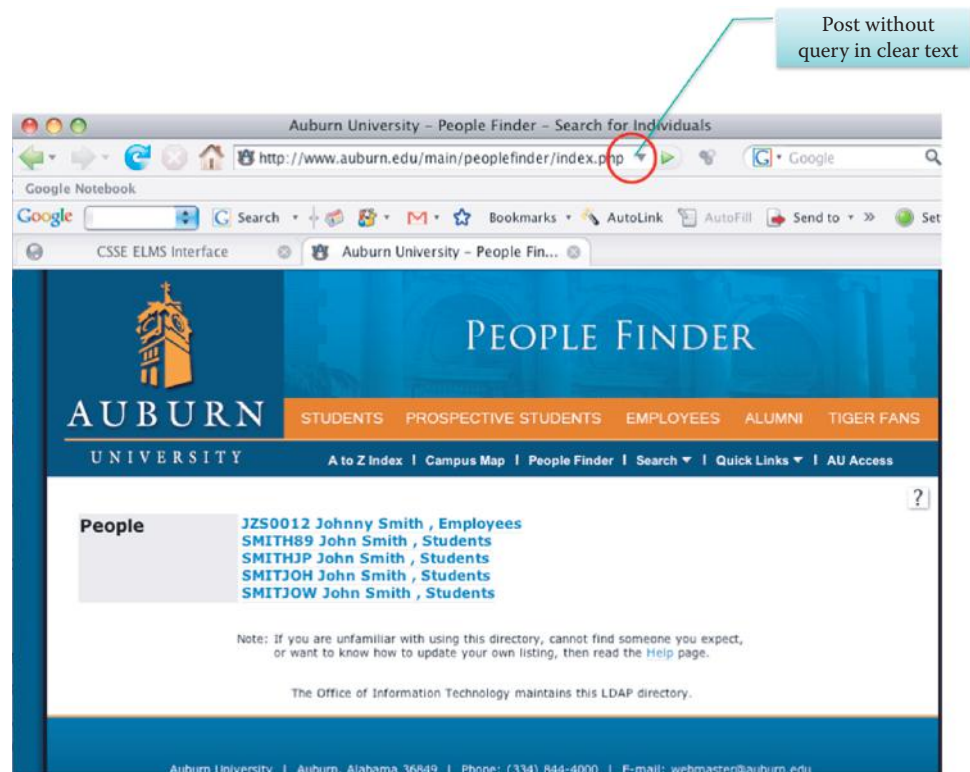 Post without
query in clear text
Auburn University – People Finder – Search for Individuals
http://www.auburn.edu/main/peoplefinder/index.php
G • Google
Google Notebook
Google
G Search
Bookmarks
AutoLink
AutoFill
Send to
»
Set
CSSE ELMS Interface
Auburn University – People Fin...
PEOPLE FINDER
AUBURN
UNIVERSITY
STUDENTS PROSPECTIVE STUDENTS EMPLOYEES ALUMNI TIGER FANS
A to Z Index | Campus Map | People Finder | Search | Quick Links | AU Access
?
People
JZS0012 Johnny Smith , Employees
SMITH89 John Smith , Students
SMITHJP John Smith , Students
SMITJOH John Smith , Students
SMITJOW John Smith , Students
Note: If you are unfamiliar with using this directory, cannot find someone you expect,
or want to know how to update your own listing, then read the Help page.
The Office of Information Technology maintains this LDAP directory.
Auburn University | Auburn, Alabama 36849 | Phone: (334) 844-4000 | E-mail: webmaster@auburn.edu